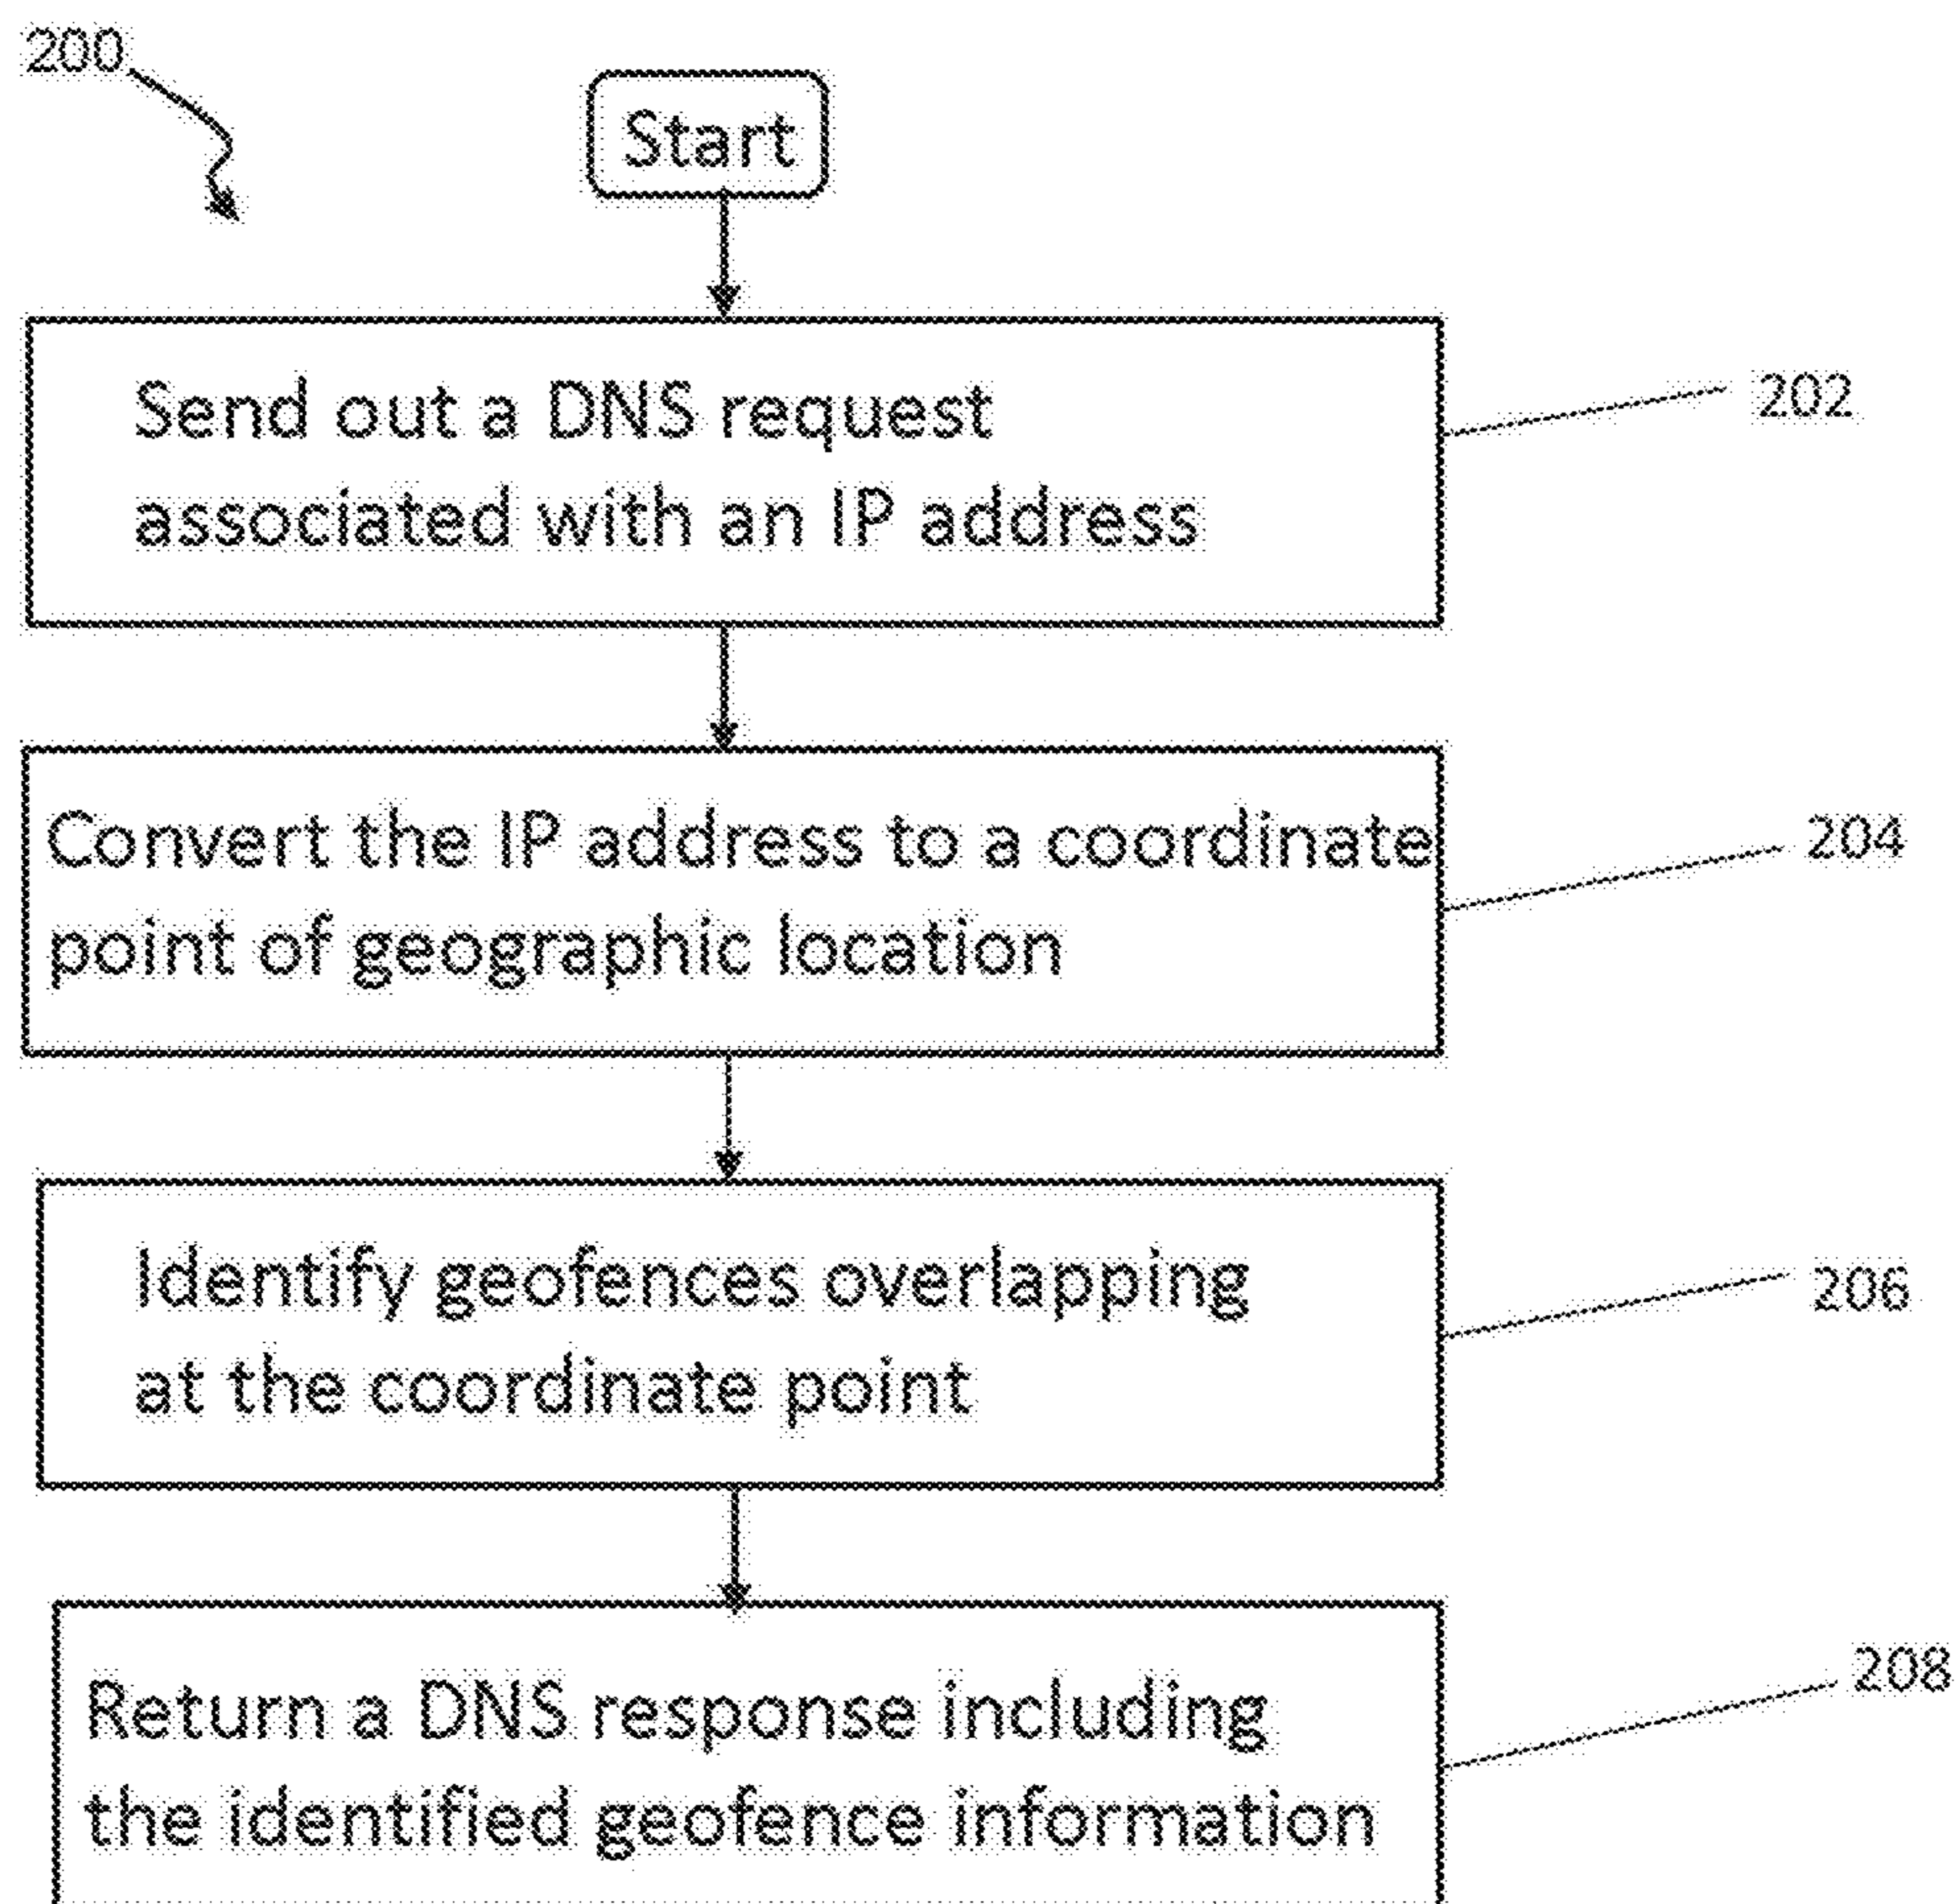 200
Start
Send out a DNS request
associated with an IP address
202
Convert the IP address to a coordinate
point of geographic location
204
Identify geofences overlapping
at the coordinate point
206
Return a DNS response including
the identified geofence information
208